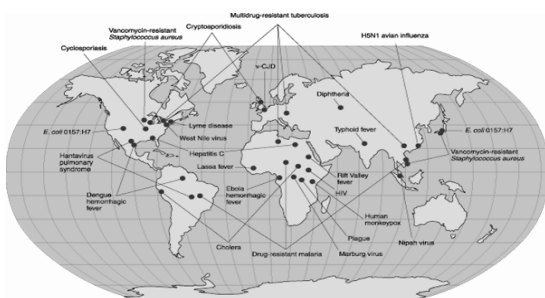 Multidrug-resistant tuberculosis
Cryptosporidiosis
Vancomycin-resistant
Staphylococcus aureus
H5N1 avian influenza
Cyclosporiasis
v-CJD
Diphtheria
E. coli 0157:H7
Lyme disease
West Nile virus
Typhoid fever
E. coli 0157:H7
Hepatitis C
Vancomycin-resistant
Staphylococcus aureus
Hantavirus
pulmonary
syndrome
Lassa fever
Rift Valley
fever
HIV
Dengue
hemorrhagic
fever
Ebola
hemorrhagic
fever
Human
monkeypox
Cholera
Plague
Nipah virus
Drug-resistant malaria
Marburg virus